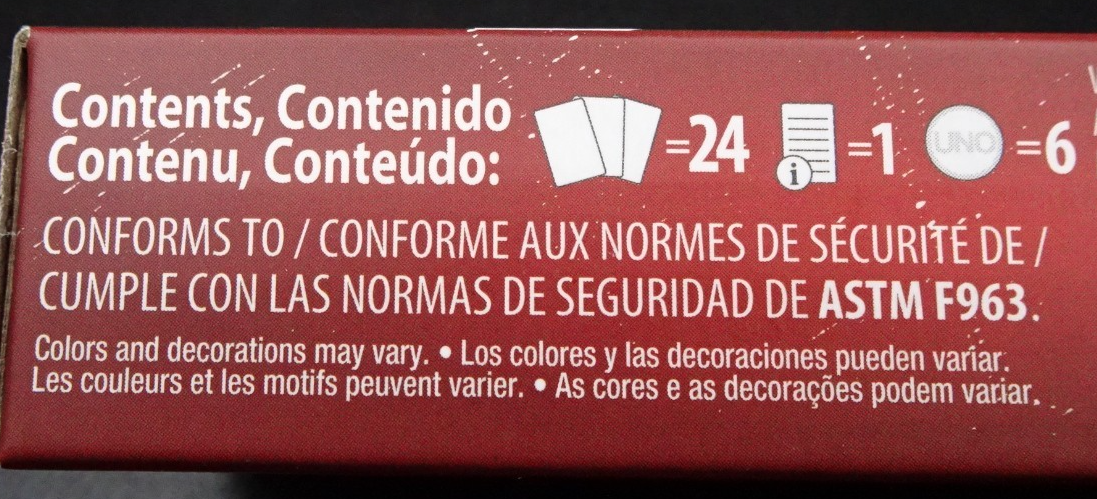 Contents, Contenido
Contenu, Conteúdo:
=24
i
=1
UNO
=6
CONFORMS TO / CONFORME AUX NORMES DE SÉCURITÉ DE /
CUMPLE CON LAS NORMAS DE SEGURIDAD DE ASTM F963.
Colors and decorations may vary. • Los colores y las decoraciones pueden variar.
Les couleurs et les motifs peuvent varier. • As cores e as decorações podem variar.